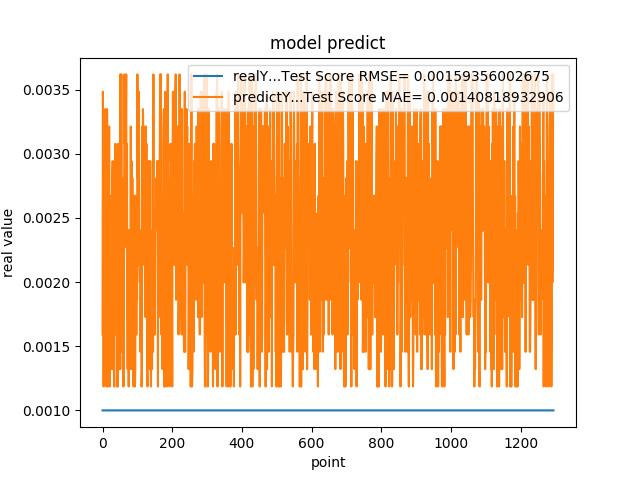 model predict
realY...Test Score RMSE= 0.00159356002675
predictY...Test Score MAE= 0.00140818932906
0.0035
0.0030
0.0025
0.0020
0.0015
0.0010
real value
0 200 400 600 800 1000 1200
point